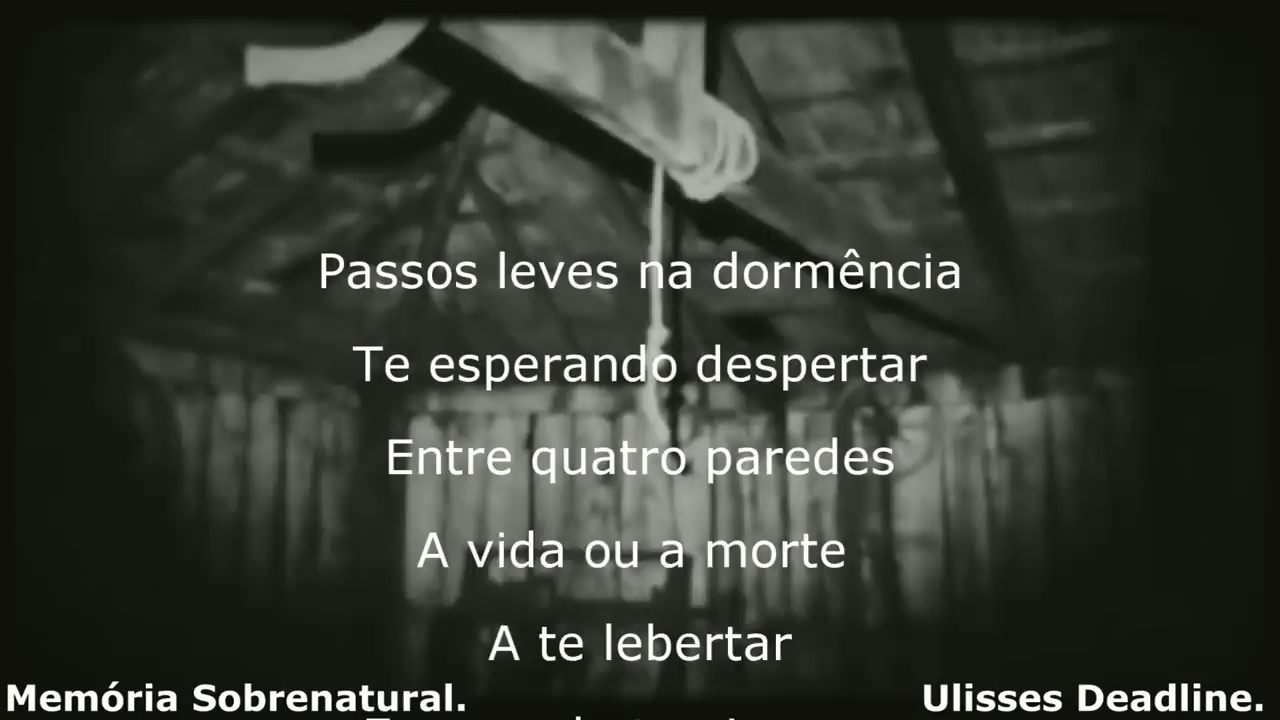 Passos leves na dormência
Te esperando despertar
Entre quatro paredes
A vida ou a morte
A te lebertar
Memória Sobrenatural.
Ulisses Deadline.